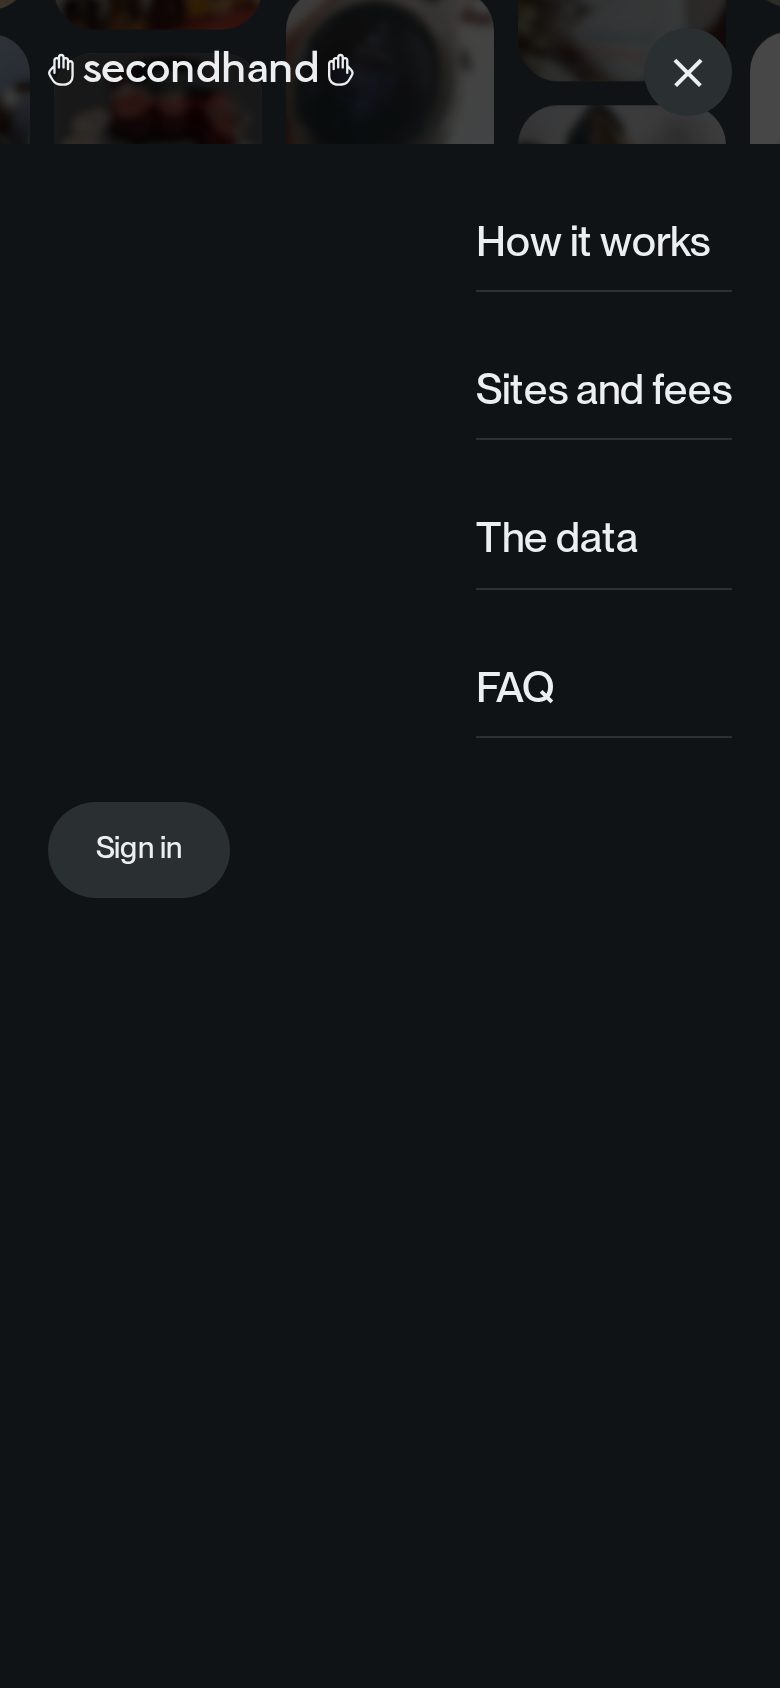 secondhand
How it works
Sites and fees
The data
FAQ
Sign in